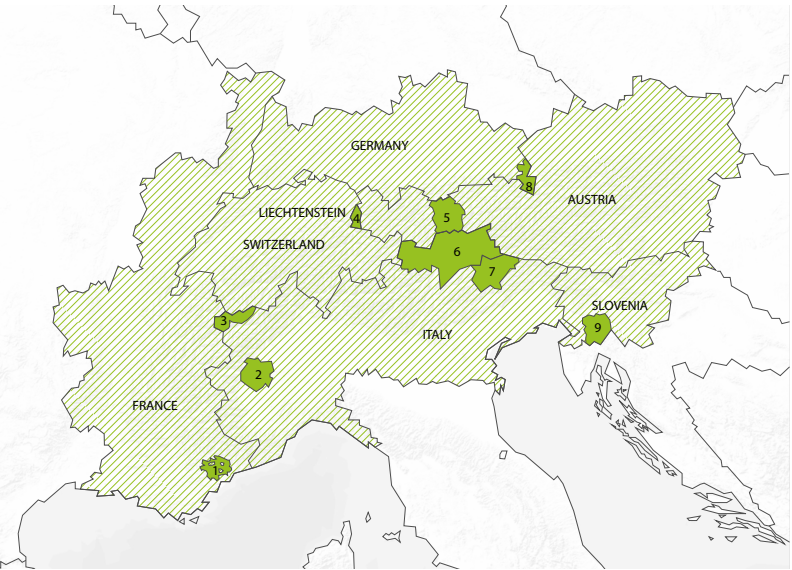 GERMANY
8
AUSTRIA
LIECHTENSTEIN
4
5
SWITZERLAND
6
7
SLOVENIA
3
9
ITALY
2
FRANCE
1